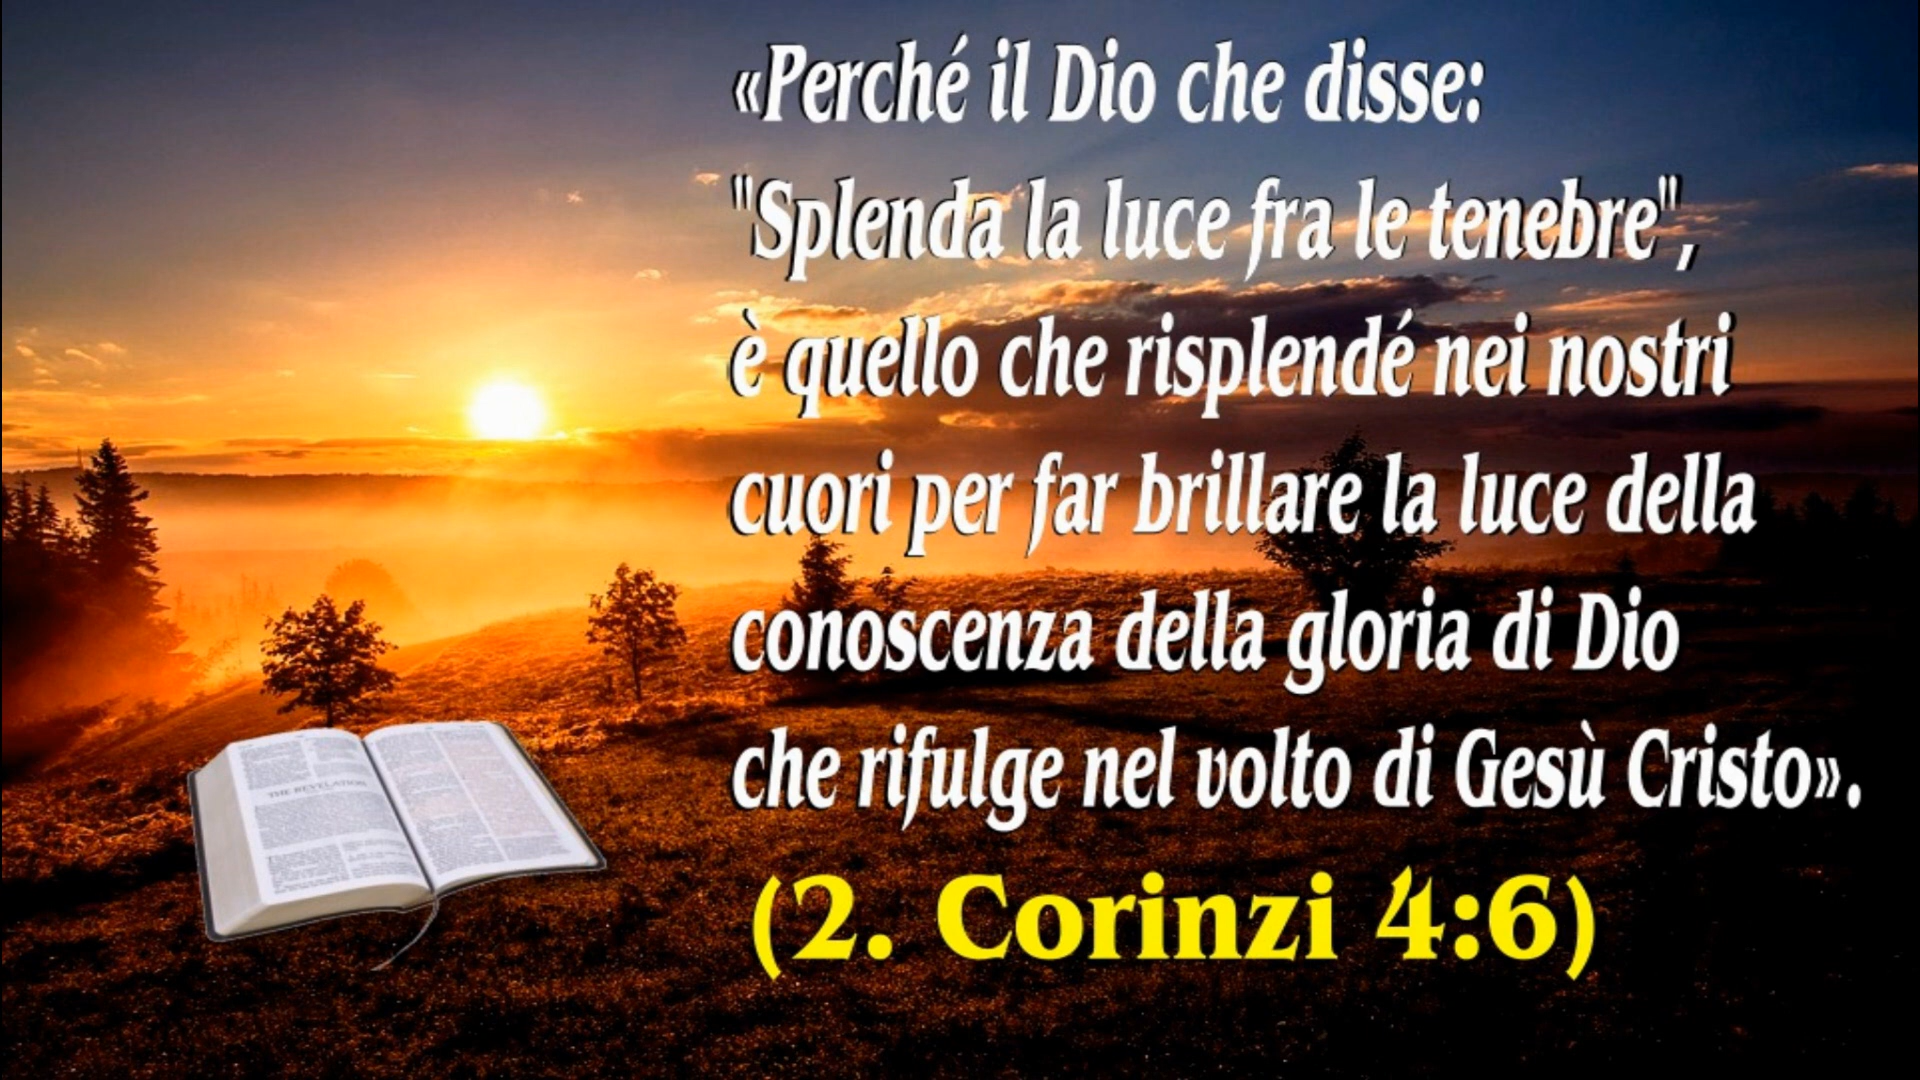 «Perché il Dio che disse:
"Splenda la luce fra le tenebre",
è quello che risplendé nei nostri
cuori per far brillare la luce della
conoscenza della gloria di Dio
che rifulge nel volto di Gesù Cristo».
(2. Corinzi 4:6)
THE REVELATION